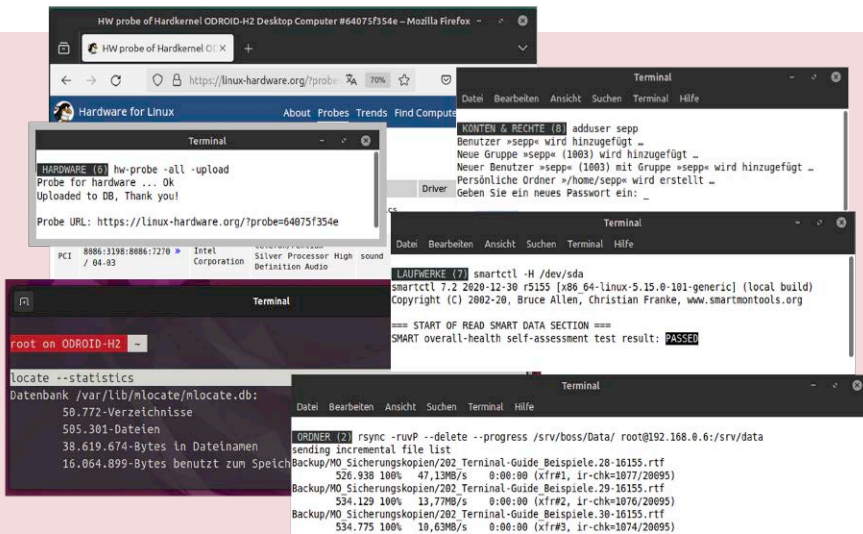 HW probe of Hardkernel ODROID-H2 Desktop Computer #64075f354e – Mozilla Firefox
HW probe of Hardkernel
https://linux-hardware.org/?probe
70%
Hardware for Linux
About Probes Trends Find Compute
Driver
PCI 8086:3198:8086:7270 » / 04-03
Intel Corporation
Silver Processor High
Definition Audio
sound
Terminal
HARDWARE (6) hw-probe -all -upload
Probe for hardware ... Ok
Uploaded to DB, Thank you!
Probe URL: https://linux-hardware.org/?probe=64075f354e
Terminal
Datei Bearbeiten Ansicht Suchen Terminal Hilfe
KONTEN & RECHTE (8) adduser sepp
Benutzer »sepp« wird hinzugefügt …
Neue Gruppe »sepp« (1003) wird hinzugefügt …
Neuer Benutzer »sepp« (1003) mit Gruppe »sepp« wird hinzugefügt …
Persönliche Ordner »/home/sepp« wird erstellt …
Geben Sie ein neues Passwort ein: _
Terminal
Datei Bearbeiten Ansicht Suchen Terminal Hilfe
LAUFWERKE (7) smartctl -H /dev/sda
smartctl 7.2 2020-12-30 r5155 [x86_64-linux-5.15.0-101-generic] (local build)
Copyright (C) 2002-20, Bruce Allen, Christian Franke, www.smartmontools.org
=== START OF READ SMART DATA SECTION ===
SMART overall-health self-assessment test result: PASSED
Terminal
root on ODROID-H2 ~
locate --statistics
Datenbank /var/lib/mlocate/mlocate.db:
50.772-Verzeichnisse
505.301-Dateien
38.619.674-Bytes in Dateinamen
16.064.899-Bytes benutzt zum Speich
Terminal
Datei Bearbeiten Ansicht Suchen Terminal Hilfe
ORDNER (2) rsync -ruvP --delete --progress /srv/boss/Data/ root@192.168.0.6:/srv/data
sending incremental file list
Backup/MO_Sicherungskopien/202_Terminal-Guide_Beispiele.28-16155.rtf
526.938 100% 47,13MB/s 0:00:00 (xfr#1, ir-chk=1077/20095)
Backup/MO_Sicherungskopien/202_Terminal-Guide_Beispiele.29-16155.rtf
534.129 100% 13,77MB/s 0:00:00 (xfr#2, ir-chk=1076/20095)
Backup/MO_Sicherungskopien/202_Terminal-Guide_Beispiele.30-16155.rtf
534.775 100% 10,63MB/s 0:00:00 (xfr#3, ir-chk=1074/20095)